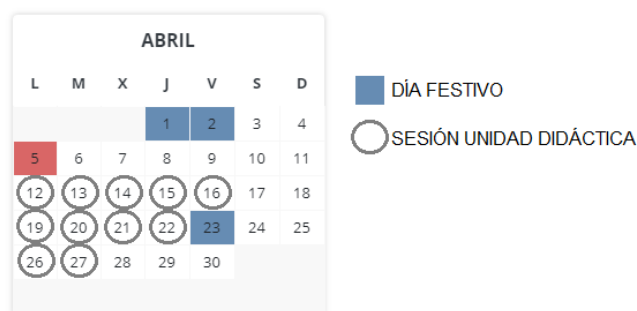 ABRIL
L M X J V S D
1 2 3 4
5 6 7 8 9 10 11
12 13 14 15 16 17 18
19 20 21 22 23 24 25
26 27 28 29 30
DÍA FESTIVO
SESIÓN UNIDAD DIDÁCTICA